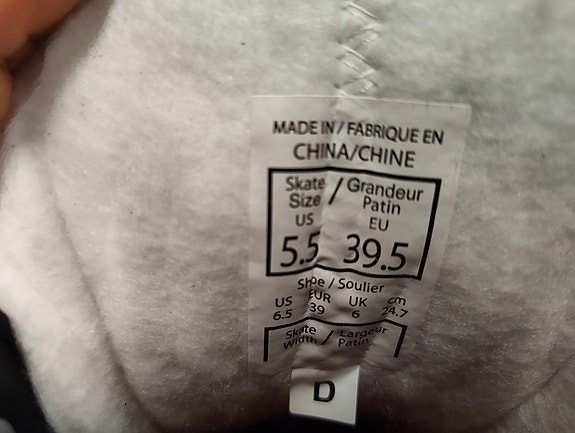 MADE IN / FABRIQUE EN
CHINA/CHINE
Skate / Grandeur
Size Patin
US EU
5.5 39.5
Shoe / Soulier
US EUR UK cm
6.5 39 6 24.7
Skate / Largeur
Width Patin
D